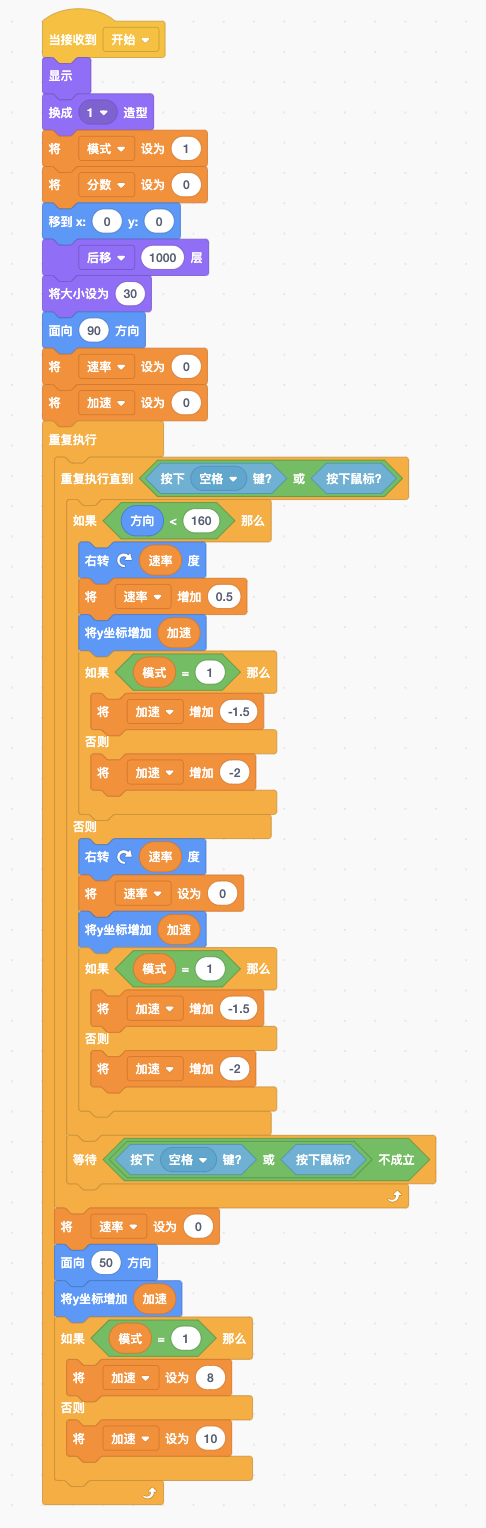 当接收到 开始
显示
换成 1 造型
将 模式 设为 1
将 分数 设为 0
移到 x: 0 y: 0
后移 1000 层
将大小设为 30
面向 90 方向
将 速率 设为 0
将 加速 设为 0
重复执行
重复执行直到 按下 空格 键? 或 按下鼠标?
如果 方向 < 160 那么
右转 速率 度
将 速率 增加 0.5
将y坐标增加 加速
如果 模式 = 1 那么
将 加速 增加 -1.5
否则
将 加速 增加 -2
否则
右转 速率 度
将 速率 设为 0
将y坐标增加 加速
如果 模式 = 1 那么
将 加速 增加 -1.5
否则
将 加速 增加 -2
等待 按下 空格 键? 或 按下鼠标? 不成立
将 速率 设为 0
面向 50 方向
将y坐标增加 加速
如果 模式 = 1 那么
将 加速 设为 8
否则
将 加速 设为 10